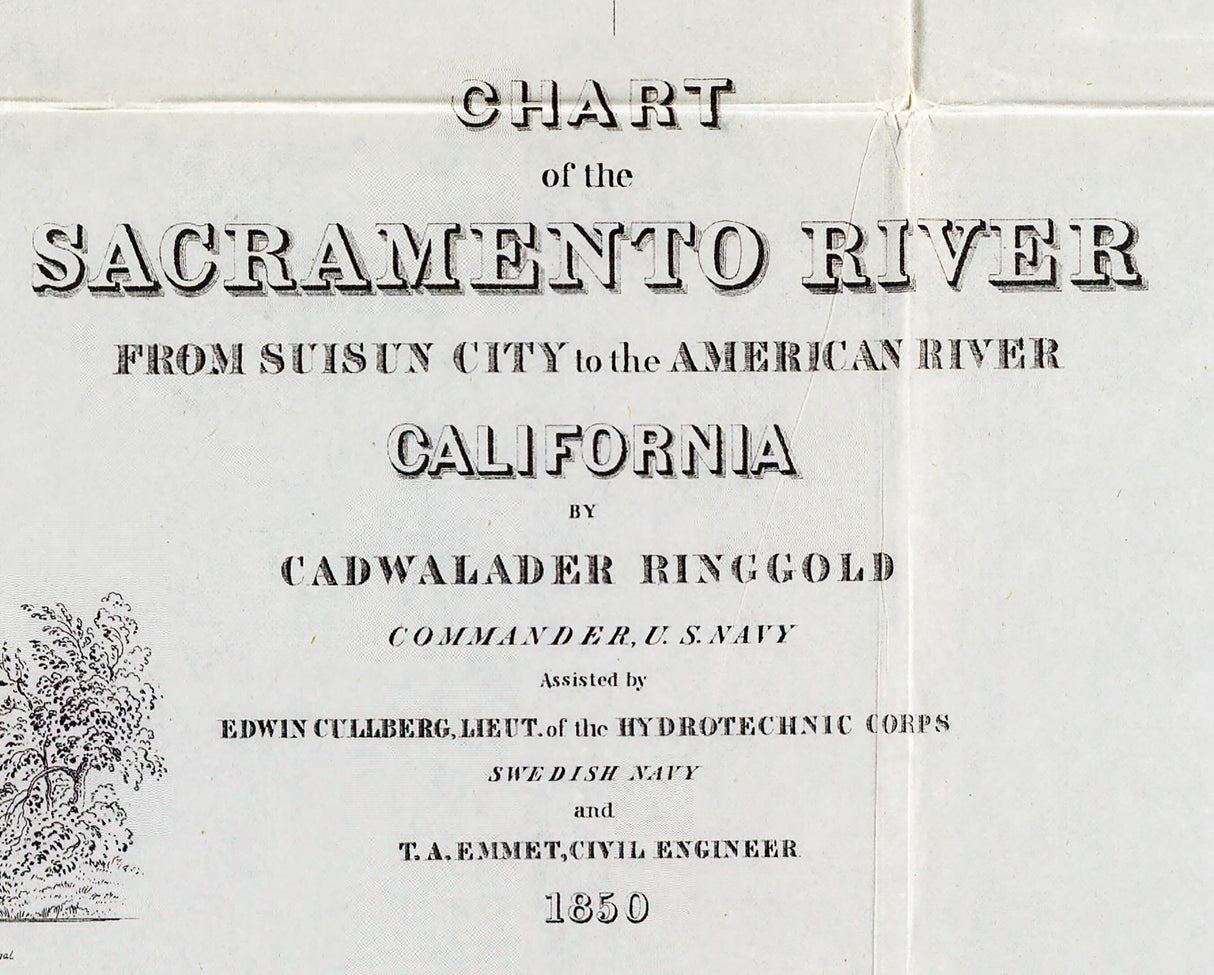 CHART
of the
SACRAMENTO RIVER
FROM SUISUN CITY to the AMERICAN RIVER
CALIFORNIA
BY
CADWALADER RINGGOLD
COMMANDER, U. S. NAVY
Assisted by
EDWIN CULLBERG, LIEUT. of the HYDROTECHNIC CORPS
SWEDISH NAVY
and
T. A. EMMET, CIVIL ENGINEER
1850